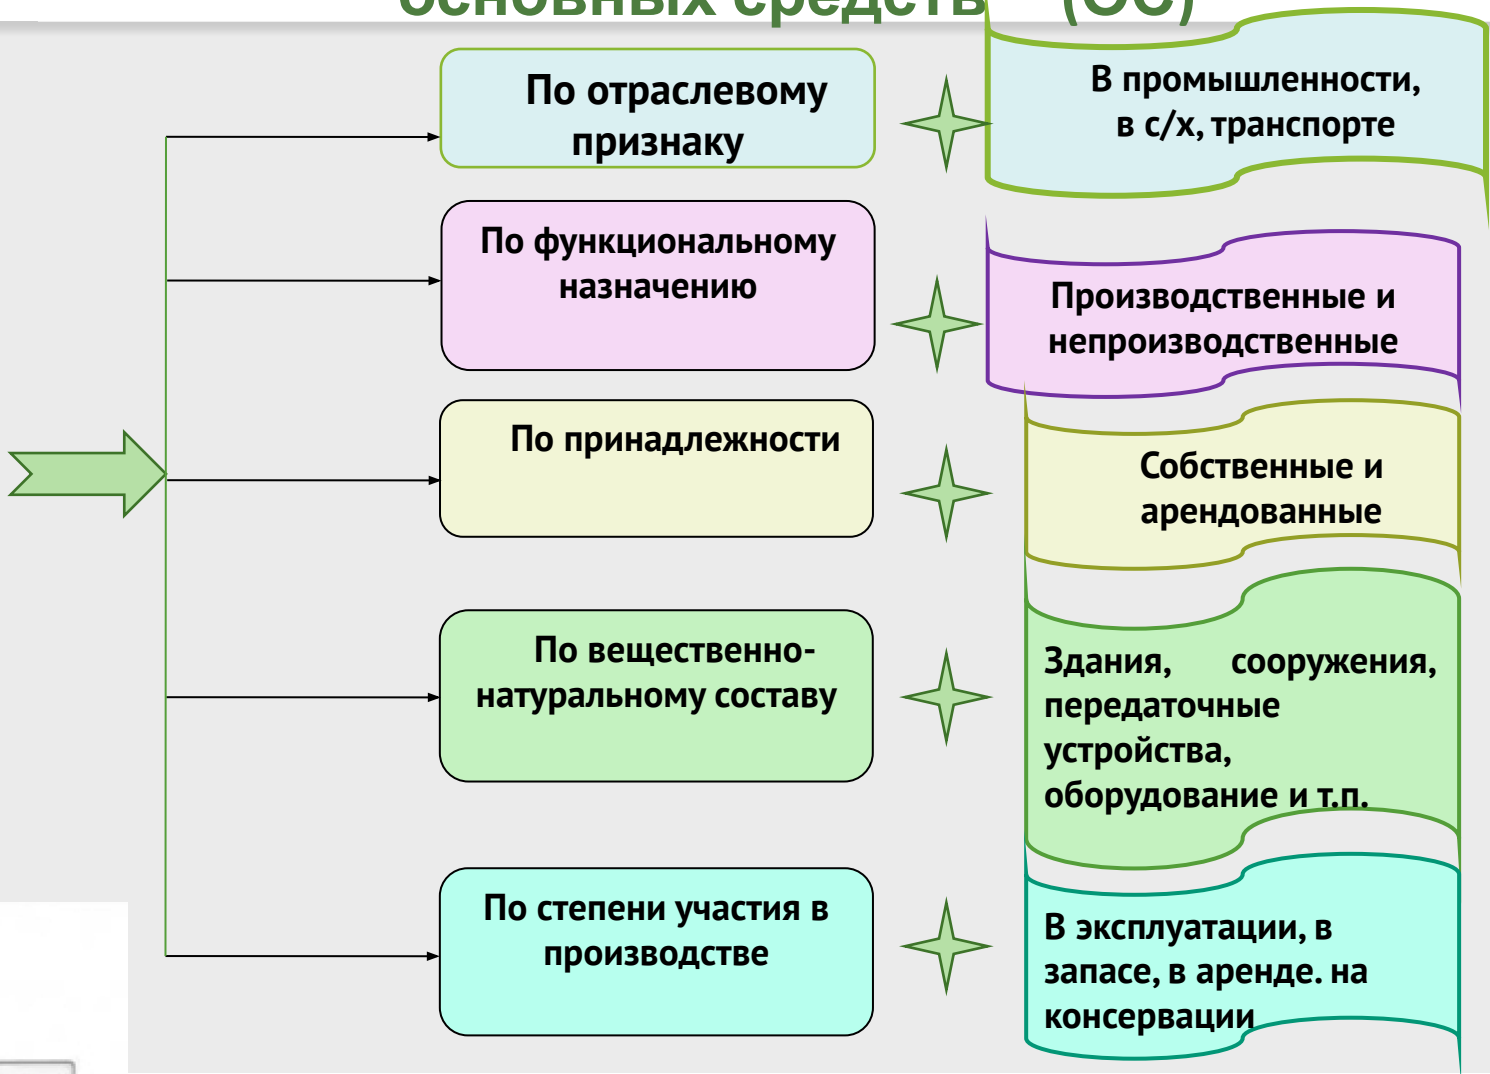 основных средств (ОС)
По отраслевому
признаку
В промышленности,
в с/х, транспорте
По функциональному
назначению
Производственные и
непроизводственные
По принадлежности
Собственные и
арендованные
По вещественно-
натуральному составу
Здания, сооружения,
передаточные
устройства,
оборудование и т.п.
По степени участия в
производстве
В эксплуатации, в
запасе, в аренде. на
консервации